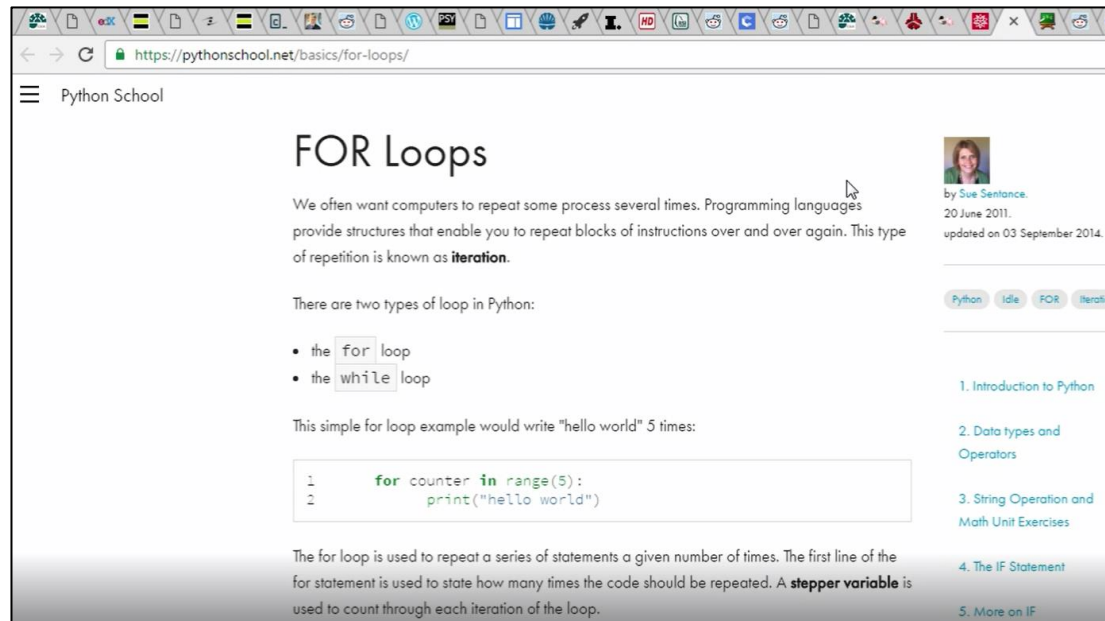 https://pythonschool.net/basics/for-loops/
Python School
FOR Loops
We often want computers to repeat some process several times. Programming languages
provide structures that enable you to repeat blocks of instructions over and over again. This type
of repetition is known as iteration.
There are two types of loop in Python:
• the for loop
• the while loop
This simple for loop example would write "hello world" 5 times:
1 for counter in range(5):
2 print("hello world")
The for loop is used to repeat a series of statements a given number of times. The first line of the
for statement is used to state how many times the code should be repeated. A stepper variable is
used to count through each iteration of the loop.
by Sue Sentance.
20 June 2011.
updated on 03 September 2014.
Python Idle FOR Iterati
1. Introduction to Python
2. Data types and
Operators
3. String Operation and
Math Unit Exercises
4. The IF Statement
5. More on IF